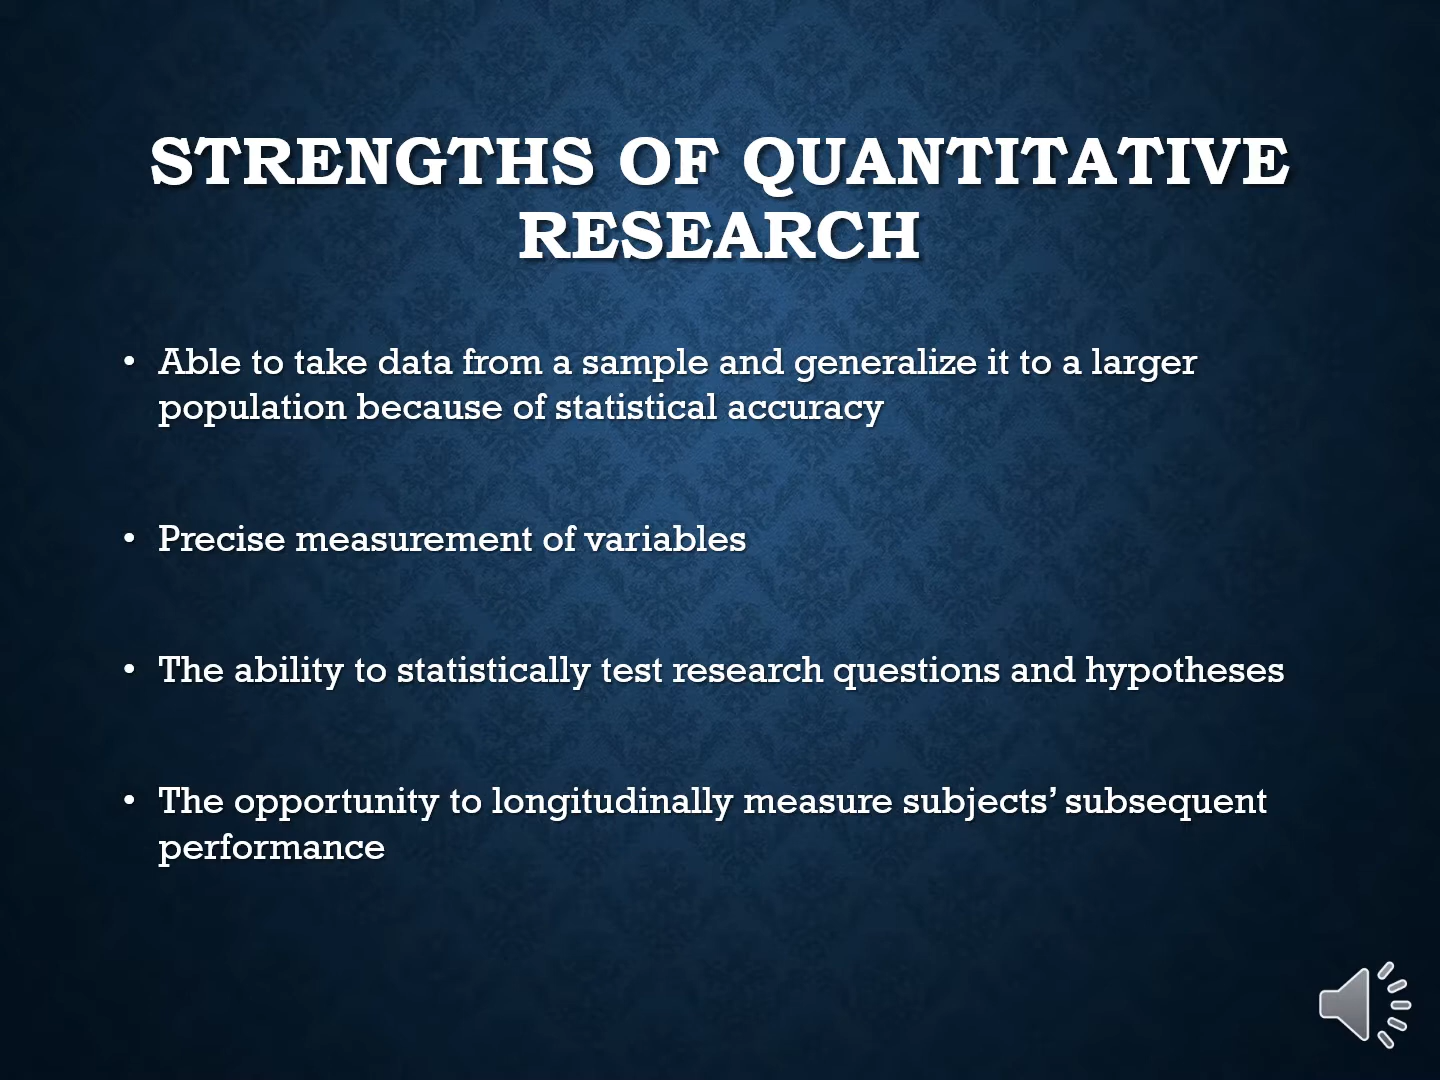 STRENGTHS OF QUANTITATIVE
RESEARCH
• Able to take data from a sample and generalize it to a larger
population because of statistical accuracy
• Precise measurement of variables
• The ability to statistically test research questions and hypotheses
• The opportunity to longitudinally measure subjects’ subsequent
performance